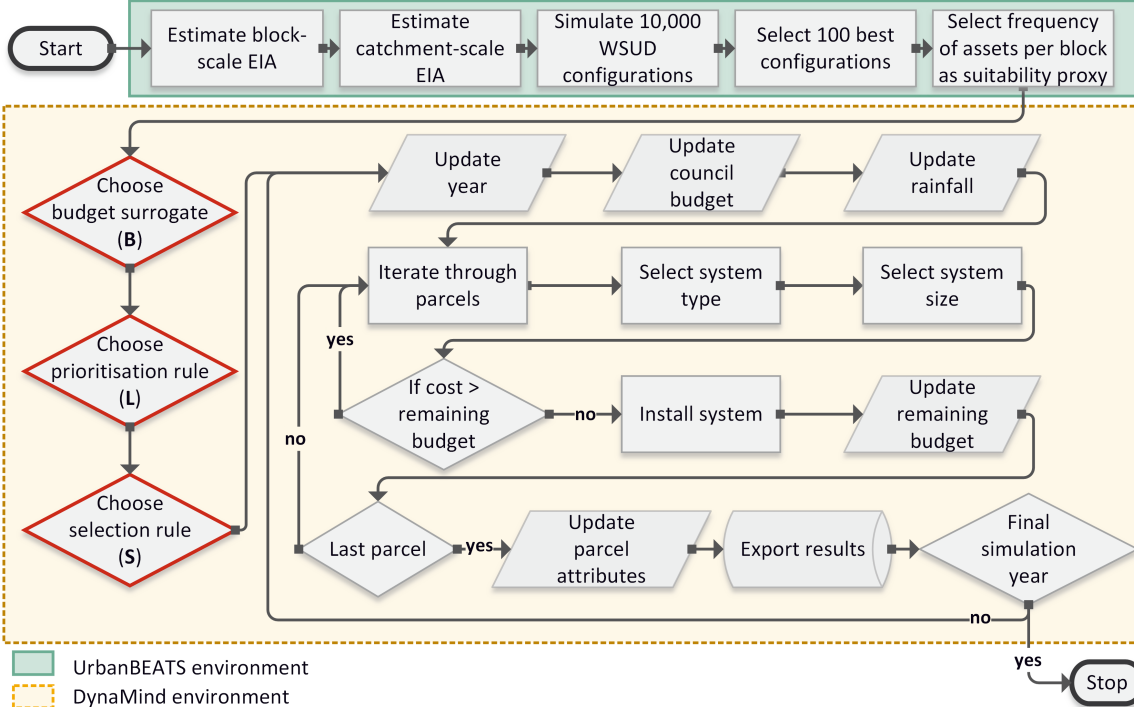 Start
Estimate block-
scale EIA
Estimate
catchment-scale
EIA
Simulate 10,000
WSUD
configurations
Select 100 best
configurations
Select frequency
of assets per block
as suitability proxy
Choose
budget surrogate
(B)
Choose
prioritisation rule
(L)
Choose
selection rule
(S)
Update
year
Update
council
budget
Update
rainfall
Iterate through
parcels
Select system
type
Select system
size
yes
If cost >
remaining
budget
no
Install system
Update
remaining
budget
no
Last parcel
yes
Update
parcel
attributes
Export results
Final
simulation
year
no
yes
Stop
UrbanBEATS environment
DynaMind environment